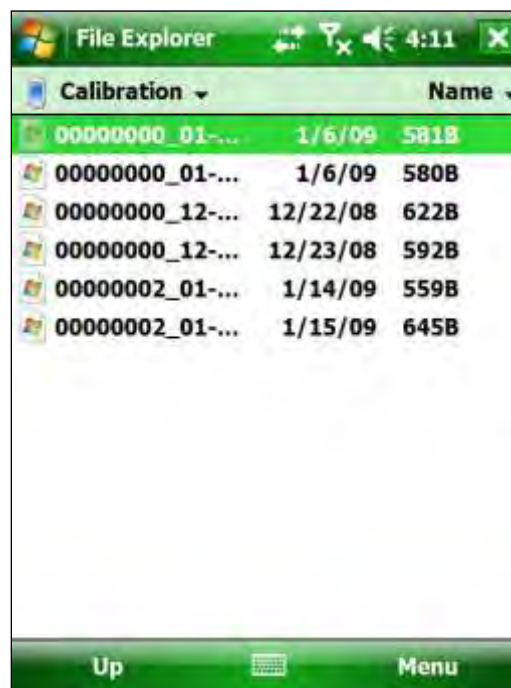 File Explorer 4:11
Calibration Name
00000000_01-... 1/6/09 581B
00000000_01-... 1/6/09 580B
00000000_12-... 12/22/08 622B
00000000_12-... 12/23/08 592B
00000002_01-... 1/14/09 559B
00000002_01-... 1/15/09 645B
Up Menu